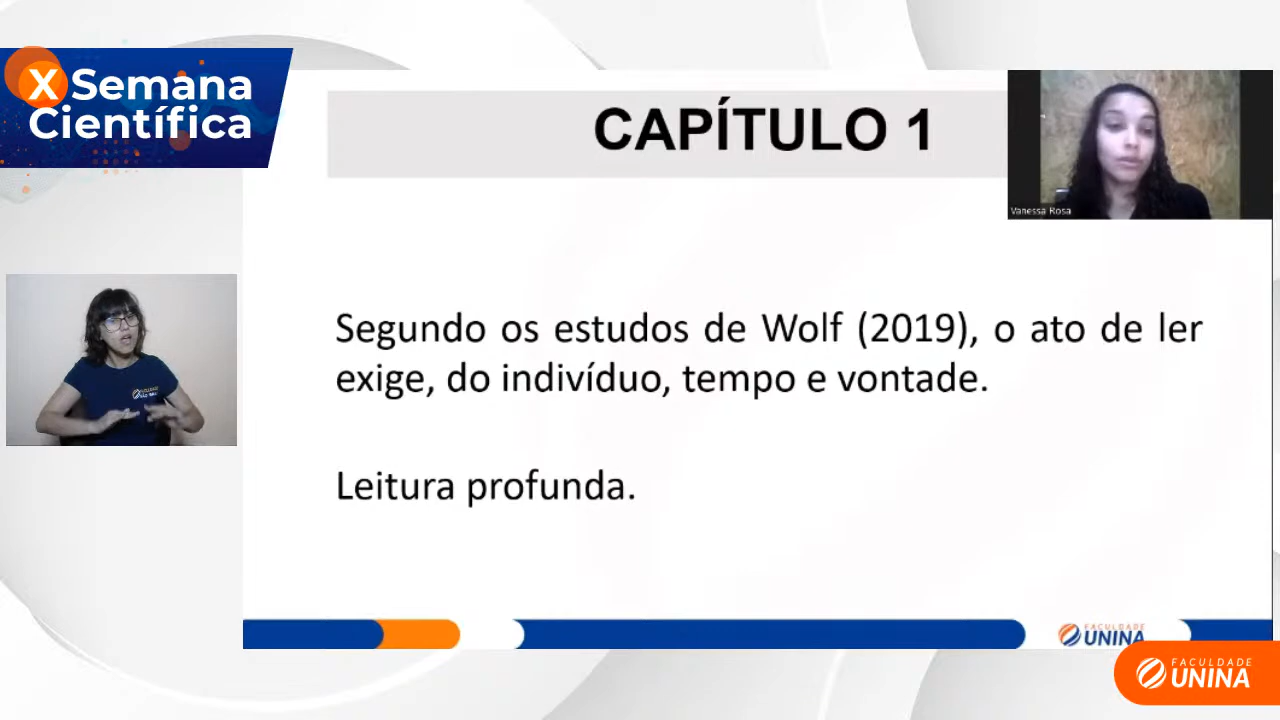 X Semana
Científica
CAPÍTULO 1
Vanessa Rosa
Segundo os estudos de Wolf (2019), o ato de ler
exige, do indivíduo, tempo e vontade.
Leitura profunda.
FACULDADE
UNINA
FACULDADE
UNINA